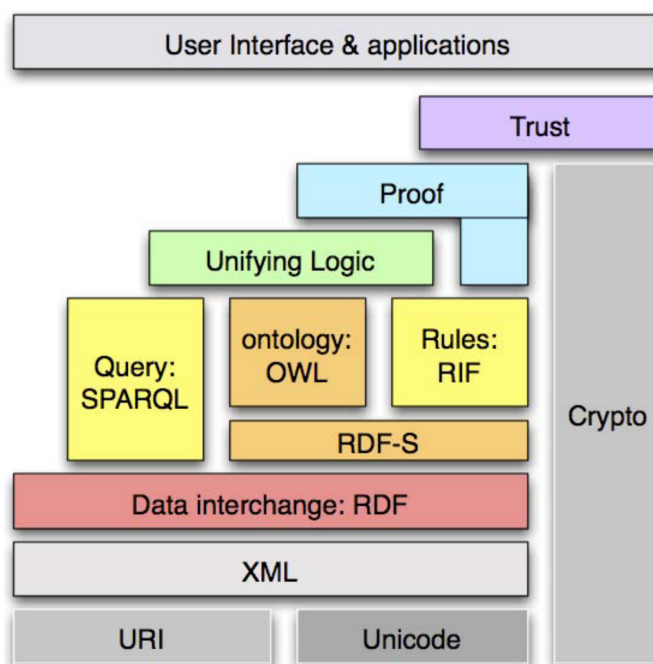 User Interface & applications
Trust
Proof
Unifying Logic
Query:
SPARQL
ontology:
OWL
Rules:
RIF
Crypto
RDF-S
Data interchange: RDF
XML
URI
Unicode